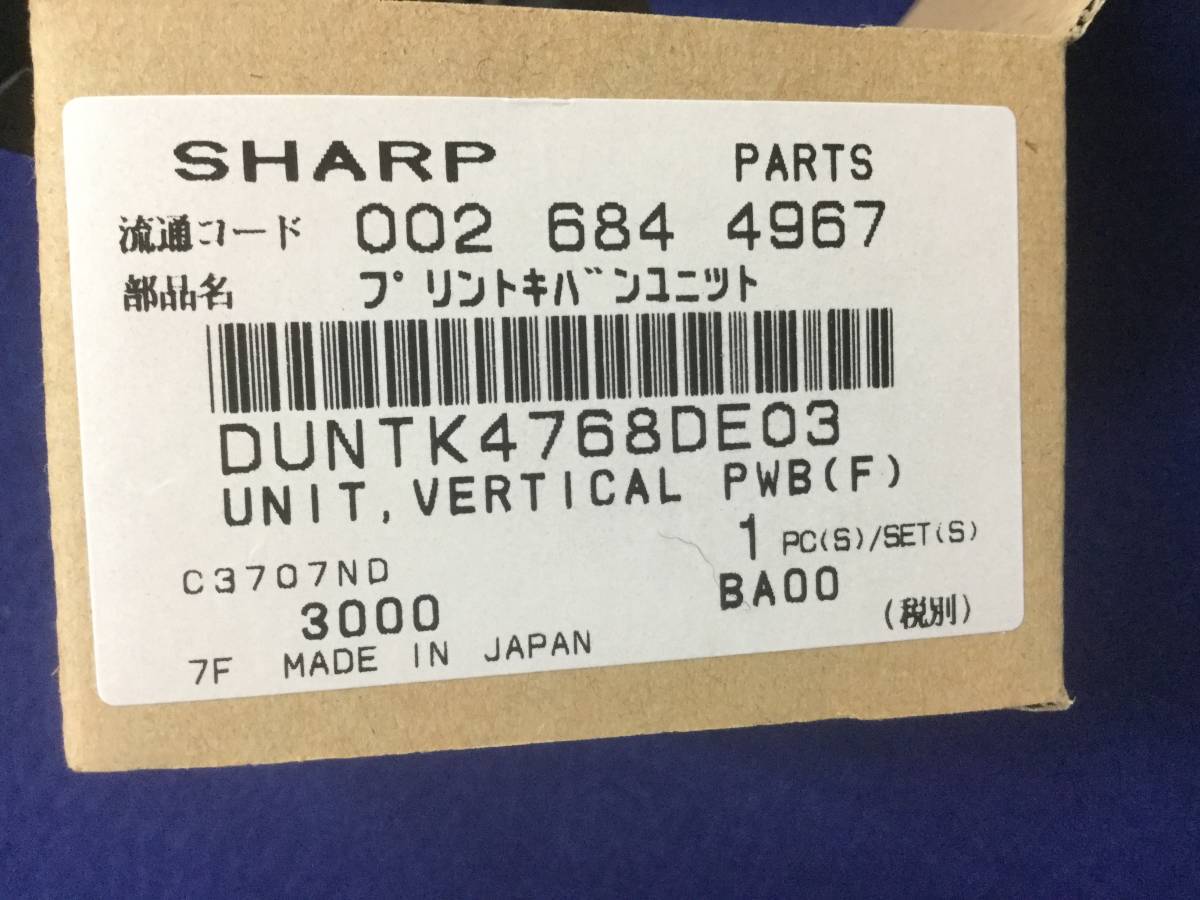 SHARP PARTS
流通コード 002 684 4967
部品名 プリントキバンユニット
DUNTK4768DE03
UNIT,VERTICAL PWB(F)
1 PC(S)/SET(S)
C3707ND
3000 BA00 (税別)
7F MADE IN JAPAN